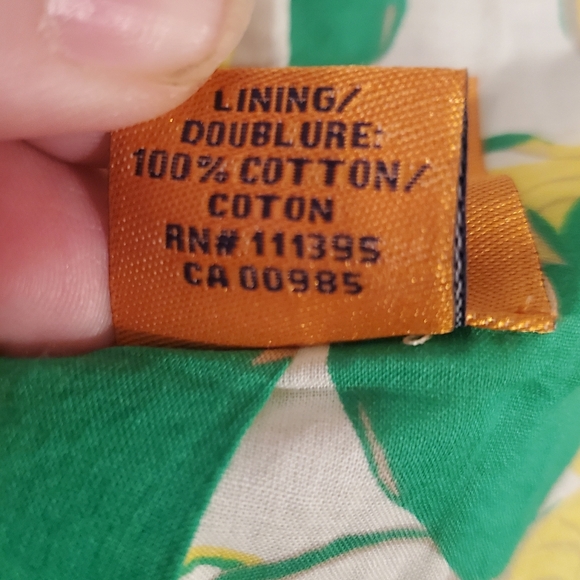 LINING/
DOUBLURE:
100% COTTON/
COTON
RN# 111395
CA 00985